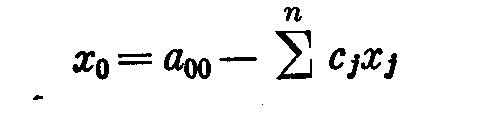 x₀ = a₀₀ − ∑ⁿ cⱼxⱼ